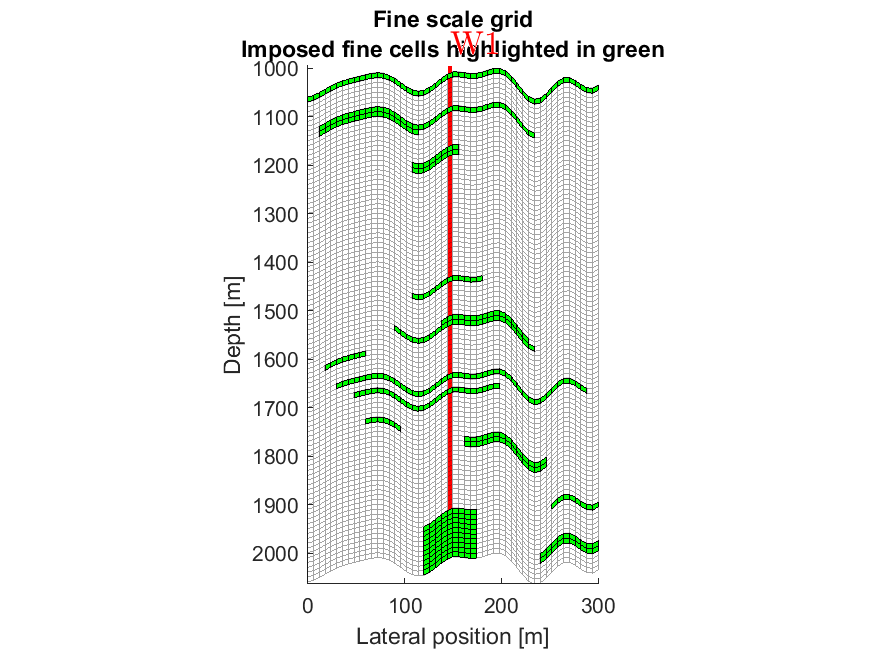 Fine scale grid
Imposed fine cells highlighted in green
W1
1000
1100
1200
1300
1400
1500
1600
1700
1800
1900
2000
Depth [m]
0 100 200 300
Lateral position [m]